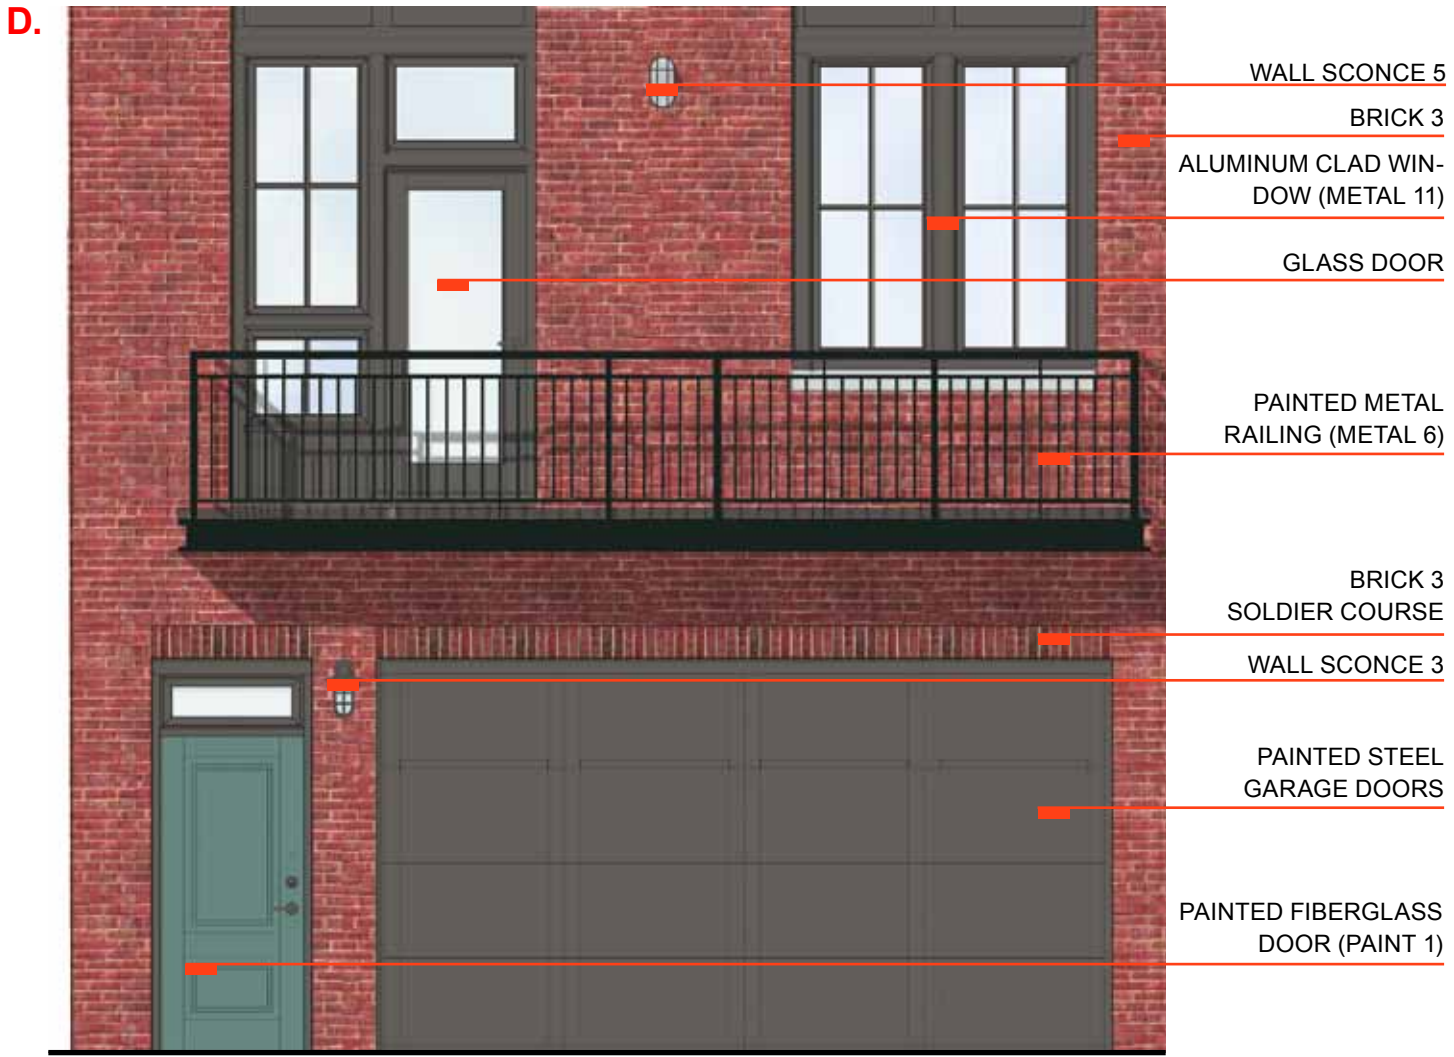 D.
WALL SCONCE 5
BRICK 3
ALUMINUM CLAD WIN-
DOW (METAL 11)
GLASS DOOR
PAINTED METAL
RAILING (METAL 6)
BRICK 3
SOLDIER COURSE
WALL SCONCE 3
PAINTED STEEL
GARAGE DOORS
PAINTED FIBERGLASS
DOOR (PAINT 1)